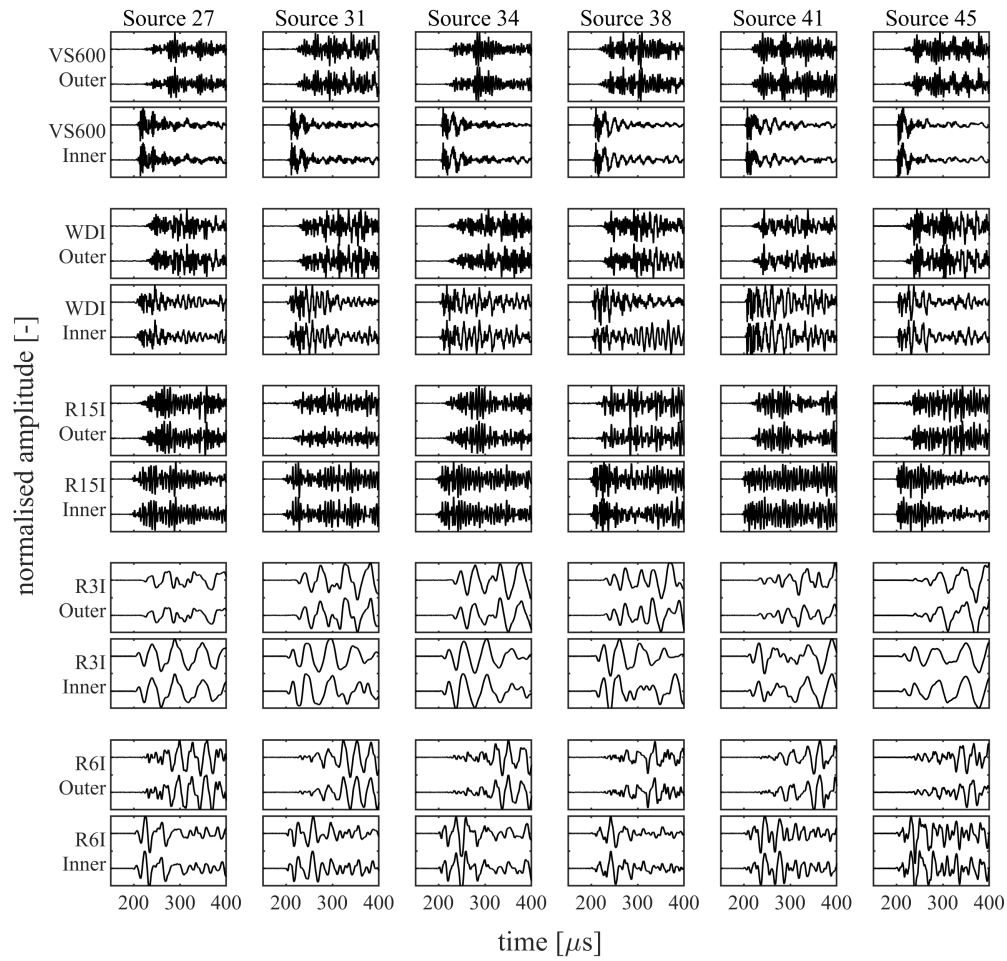 Source 27 Source 31 Source 34 Source 38 Source 41 Source 45
VS600
Outer
VS600
Inner
WDI
Outer
WDI
Inner
R15I
Outer
R15I
Inner
R3I
Outer
R3I
Inner
R6I
Outer
R6I
Inner
normalised amplitude [-]
200 300 400 200 300 400 200 300 400 200 300 400 200 300 400 200 300 400
time [μs]